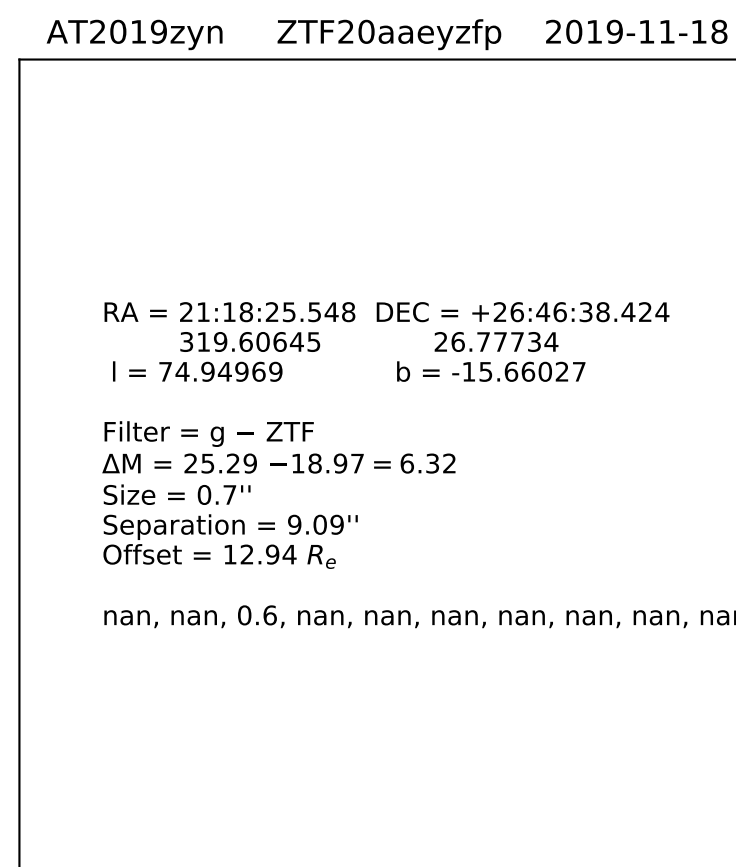 AT2019zyn ZTF20aaeyzfp 2019-11-18
RA = 21:18:25.548 DEC = +26:46:38.424
319.60645 26.77734
l = 74.94969 b = -15.66027
Filter = g − ZTF
ΔM = 25.29 −18.97 = 6.32
Size = 0.7''
Separation = 9.09''
Offset = 12.94 Rₑ
nan, nan, 0.6, nan, nan, nan, nan, nan, nan,